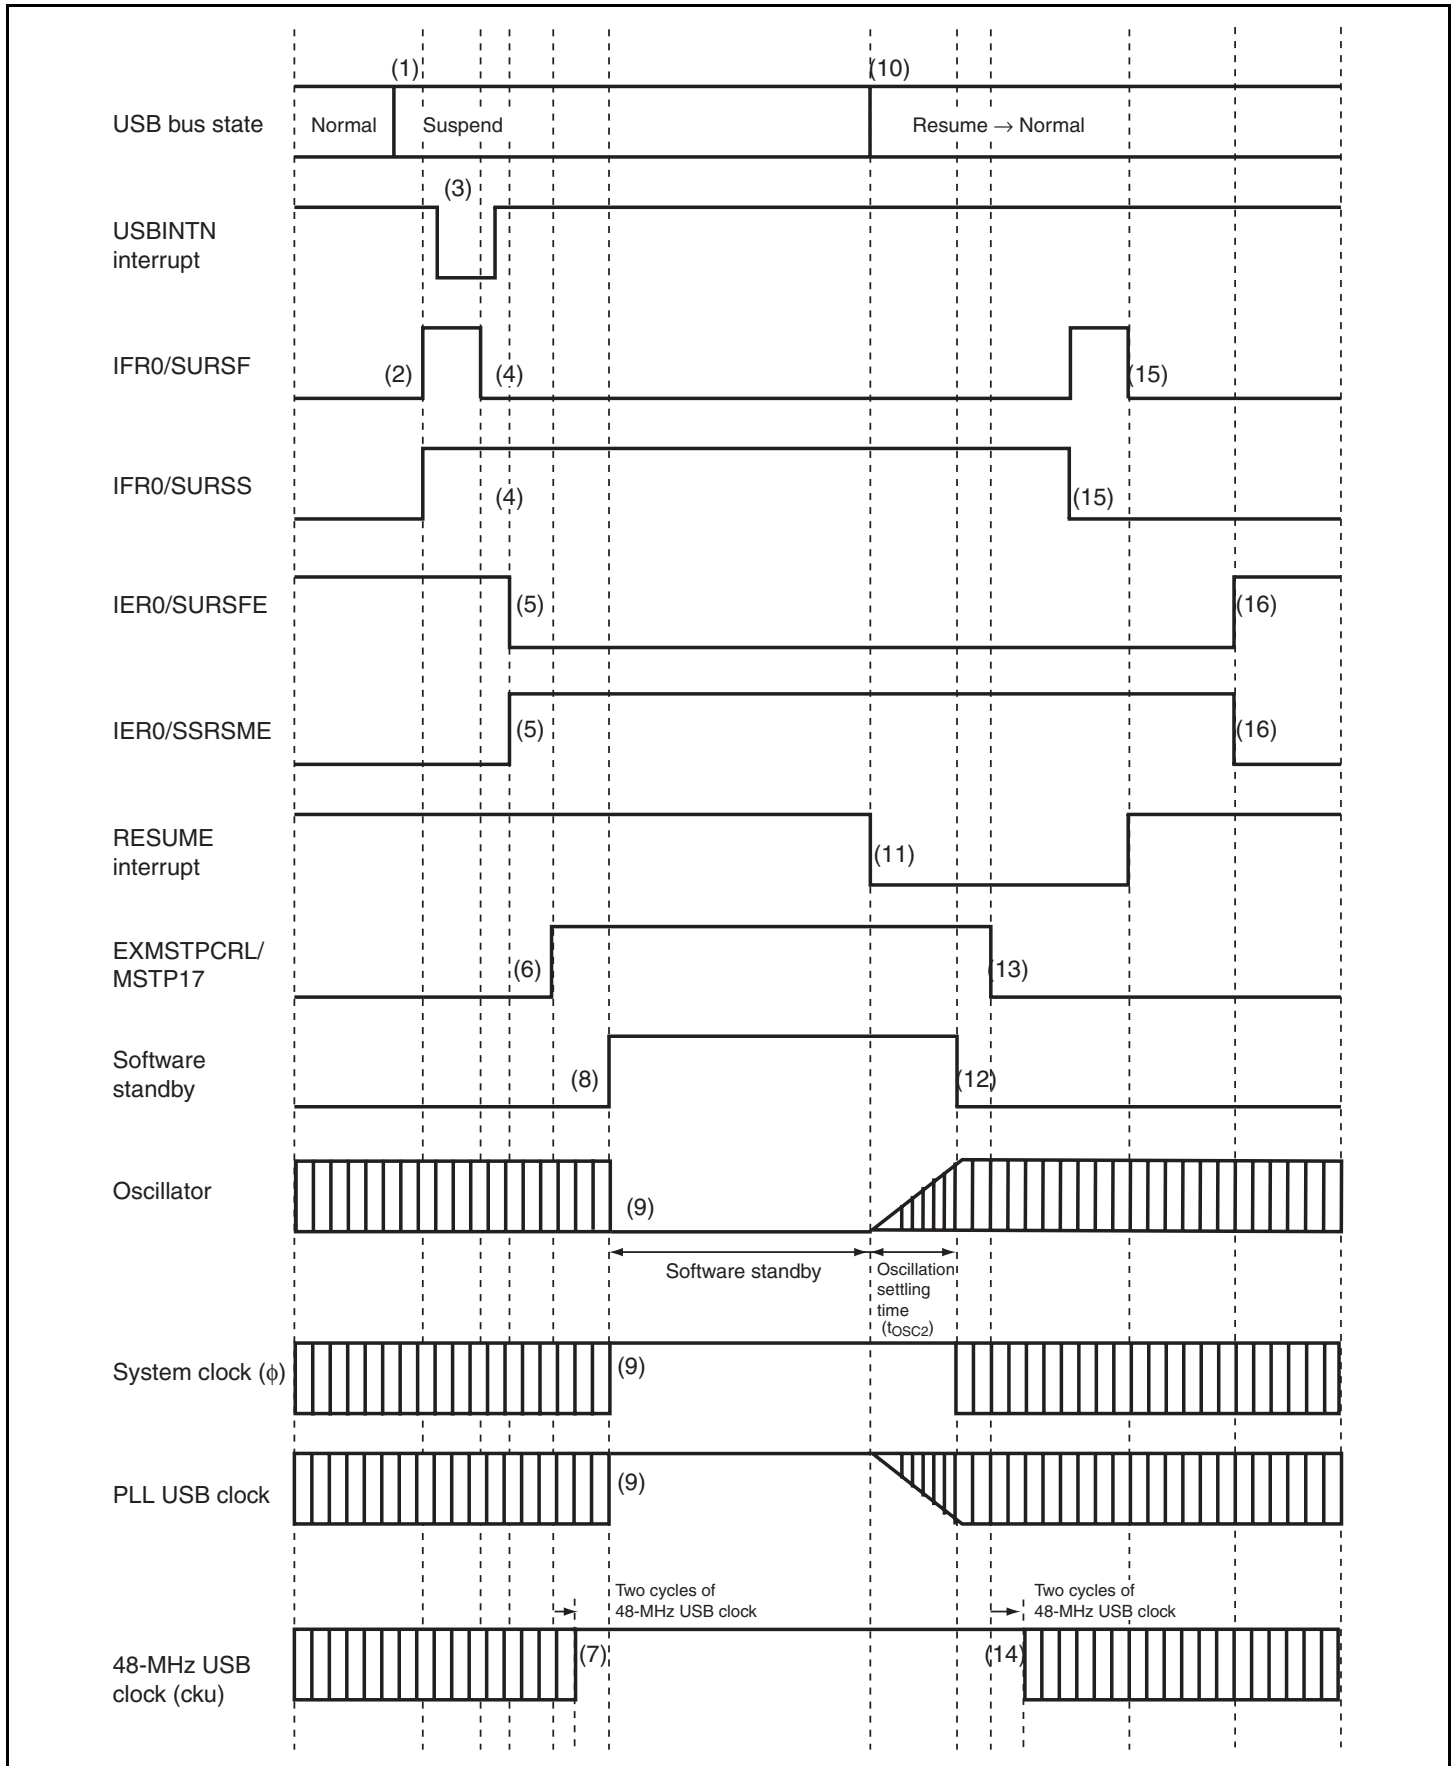 (1)
(10)
USB bus state
Normal
Suspend
Resume → Normal
(3)
USBINTN
interrupt
IFR0/SURSF
(2)
(4)
(15)
IFR0/SURSS
(4)
(15)
IER0/SURSFE
(5)
(16)
IER0/SSRSME
(5)
(16)
RESUME
interrupt
(11)
EXMSTPCRL/
MSTP17
(6)
(13)
Software
standby
(8)
(12)
Oscillator
(9)
Software standby
Oscillation
settling
time
(tOSC2)
System clock (ϕ)
(9)
PLL USB clock
(9)
Two cycles of
48-MHz USB clock
Two cycles of
48-MHz USB clock
48-MHz USB
clock (cku)
(7)
(14)